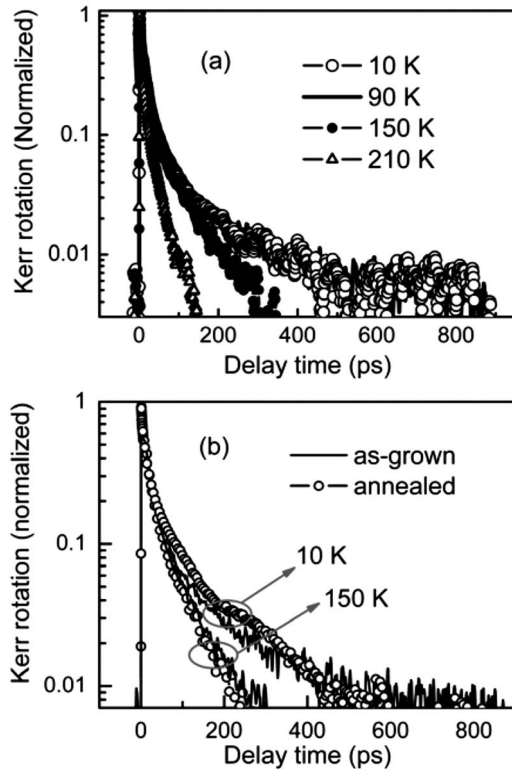 1
(a)
10 K
90 K
150 K
210 K
0.1
0.01
Kerr rotation (Normalized)
0 200 400 600 800
Delay time (ps)
1
(b)
as-grown
annealed
10 K
150 K
0.1
0.01
Kerr rotation (normalized)
0 200 400 600 800
Delay time (ps)